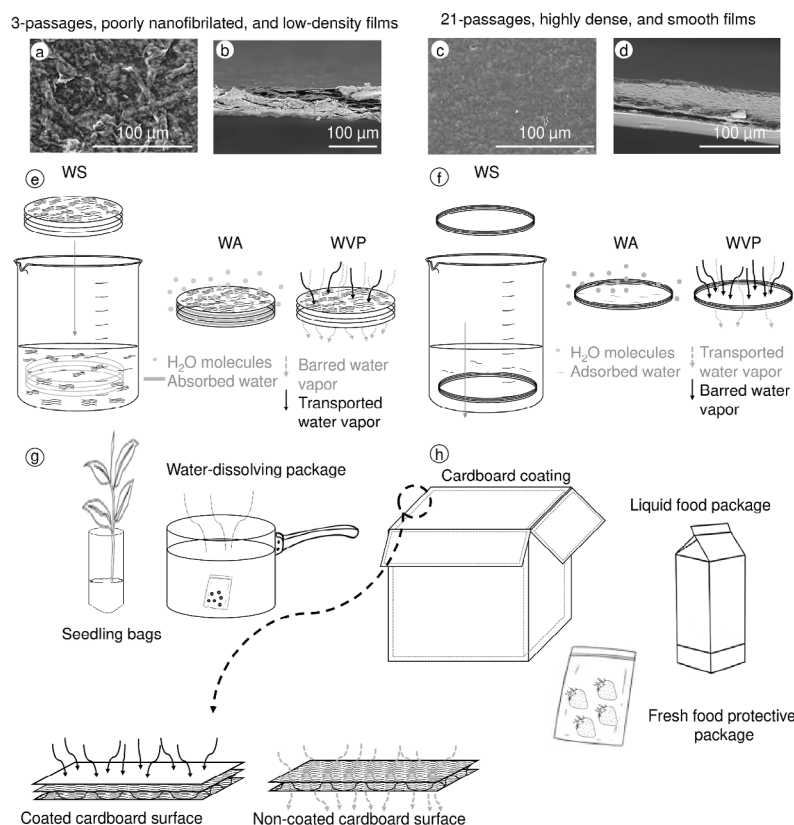 3-passages, poorly nanofibrilated, and low-density films
21-passages, highly dense, and smooth films
a
b
c
d
100 µm
100 µm
100 µm
100 µm
e
WS
WA
WVP
H2O molecules
Absorbed water
Barred water
vapor
Transported
water vapor
f
WS
WA
WVP
H2O molecules
Adsorbed water
Transported
water vapor
Barred water
vapor
g
Water-dissolving package
Seedling bags
h
Cardboard coating
Liquid food package
Fresh food protective
package
Coated cardboard surface
Non-coated cardboard surface